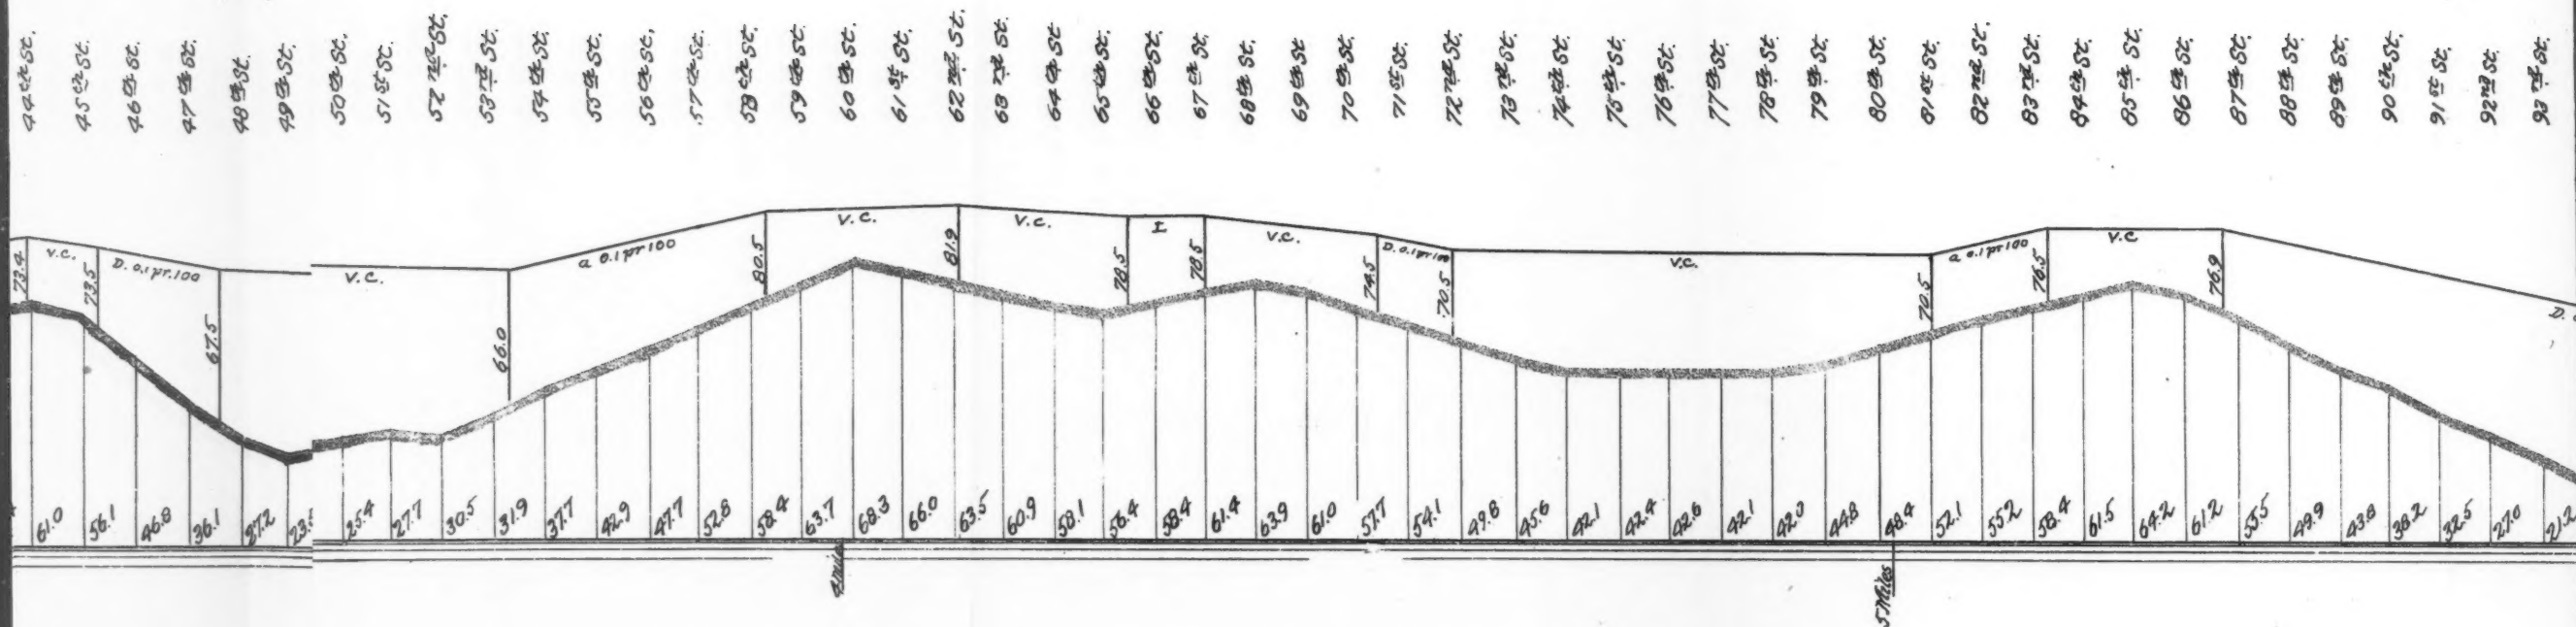 44th St.
45th St.
46th St.
47th St.
48th St.
49th St.
50th St.
51st St.
52nd St.
53rd St.
54th St.
55th St.
56th St.
57th St.
58th St.
59th St.
60th St.
61st St.
62nd St.
63rd St.
64th St
65th St.
66th St.
67th St.
68th St.
69th St.
70th St.
71st St.
72nd St.
73rd St.
74th St.
75th St.
76th St.
77th St.
78th St.
79th St.
80th St.
81st St.
82nd St.
83rd St.
84th St.
85th St.
86th St.
87th St.
88th St.
89th St.
90th St.
91st St.
92nd St.
93rd St.
73.4
V.C.
73.5
D. 0.1 pr. 100
67.5
V.C.
66.0
a 0.1 pr 100
80.5
V.C.
81.9
V.C.
78.5
I
78.5
V.C.
74.5
D. 0.1 pr 100
70.5
V.C.
70.5
a 0.1 pr 100
76.5
V.C
76.9
D.
61.0
56.1
46.8
36.1
27.2
25.4
27.7
30.5
31.9
37.7
42.9
47.7
52.8
58.4
63.7
68.3
66.0
63.5
60.9
58.1
56.4
58.4
61.4
63.9
61.0
57.7
54.1
49.8
45.6
42.1
42.4
42.6
42.1
42.0
44.8
48.4
52.1
55.2
58.4
61.5
64.2
61.2
55.5
49.9
43.8
38.2
32.5
27.0
21.2
4 Miles
5 Miles